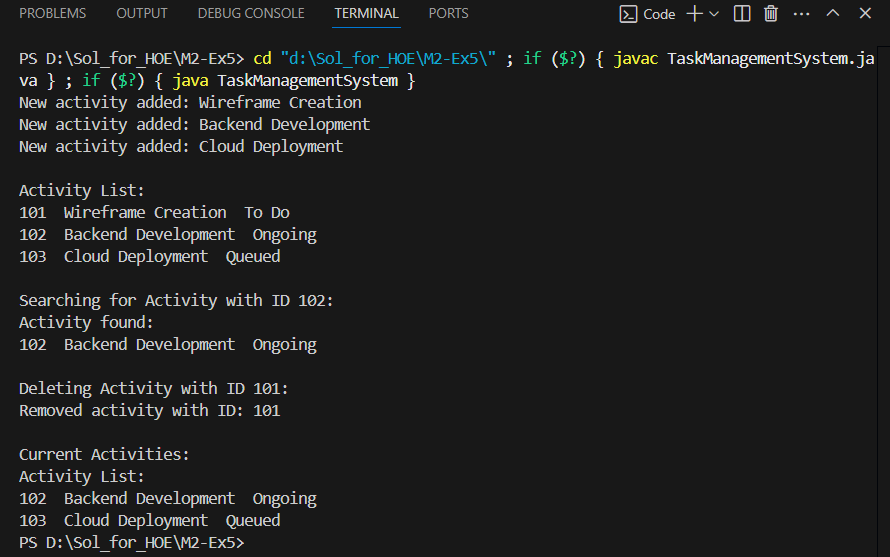 PROBLEMS OUTPUT DEBUG CONSOLE TERMINAL PORTS Code
PS D:\Sol_for_HOE\M2-Ex5> cd "d:\Sol_for_HOE\M2-Ex5\" ; if ($?) { javac TaskManagementSystem.ja
va } ; if ($?) { java TaskManagementSystem }
New activity added: Wireframe Creation
New activity added: Backend Development
New activity added: Cloud Deployment
Activity List:
101  Wireframe Creation  To Do
102  Backend Development  Ongoing
103  Cloud Deployment  Queued
Searching for Activity with ID 102:
Activity found:
102  Backend Development  Ongoing
Deleting Activity with ID 101:
Removed activity with ID: 101
Current Activities:
Activity List:
102  Backend Development  Ongoing
103  Cloud Deployment  Queued
PS D:\Sol_for_HOE\M2-Ex5>